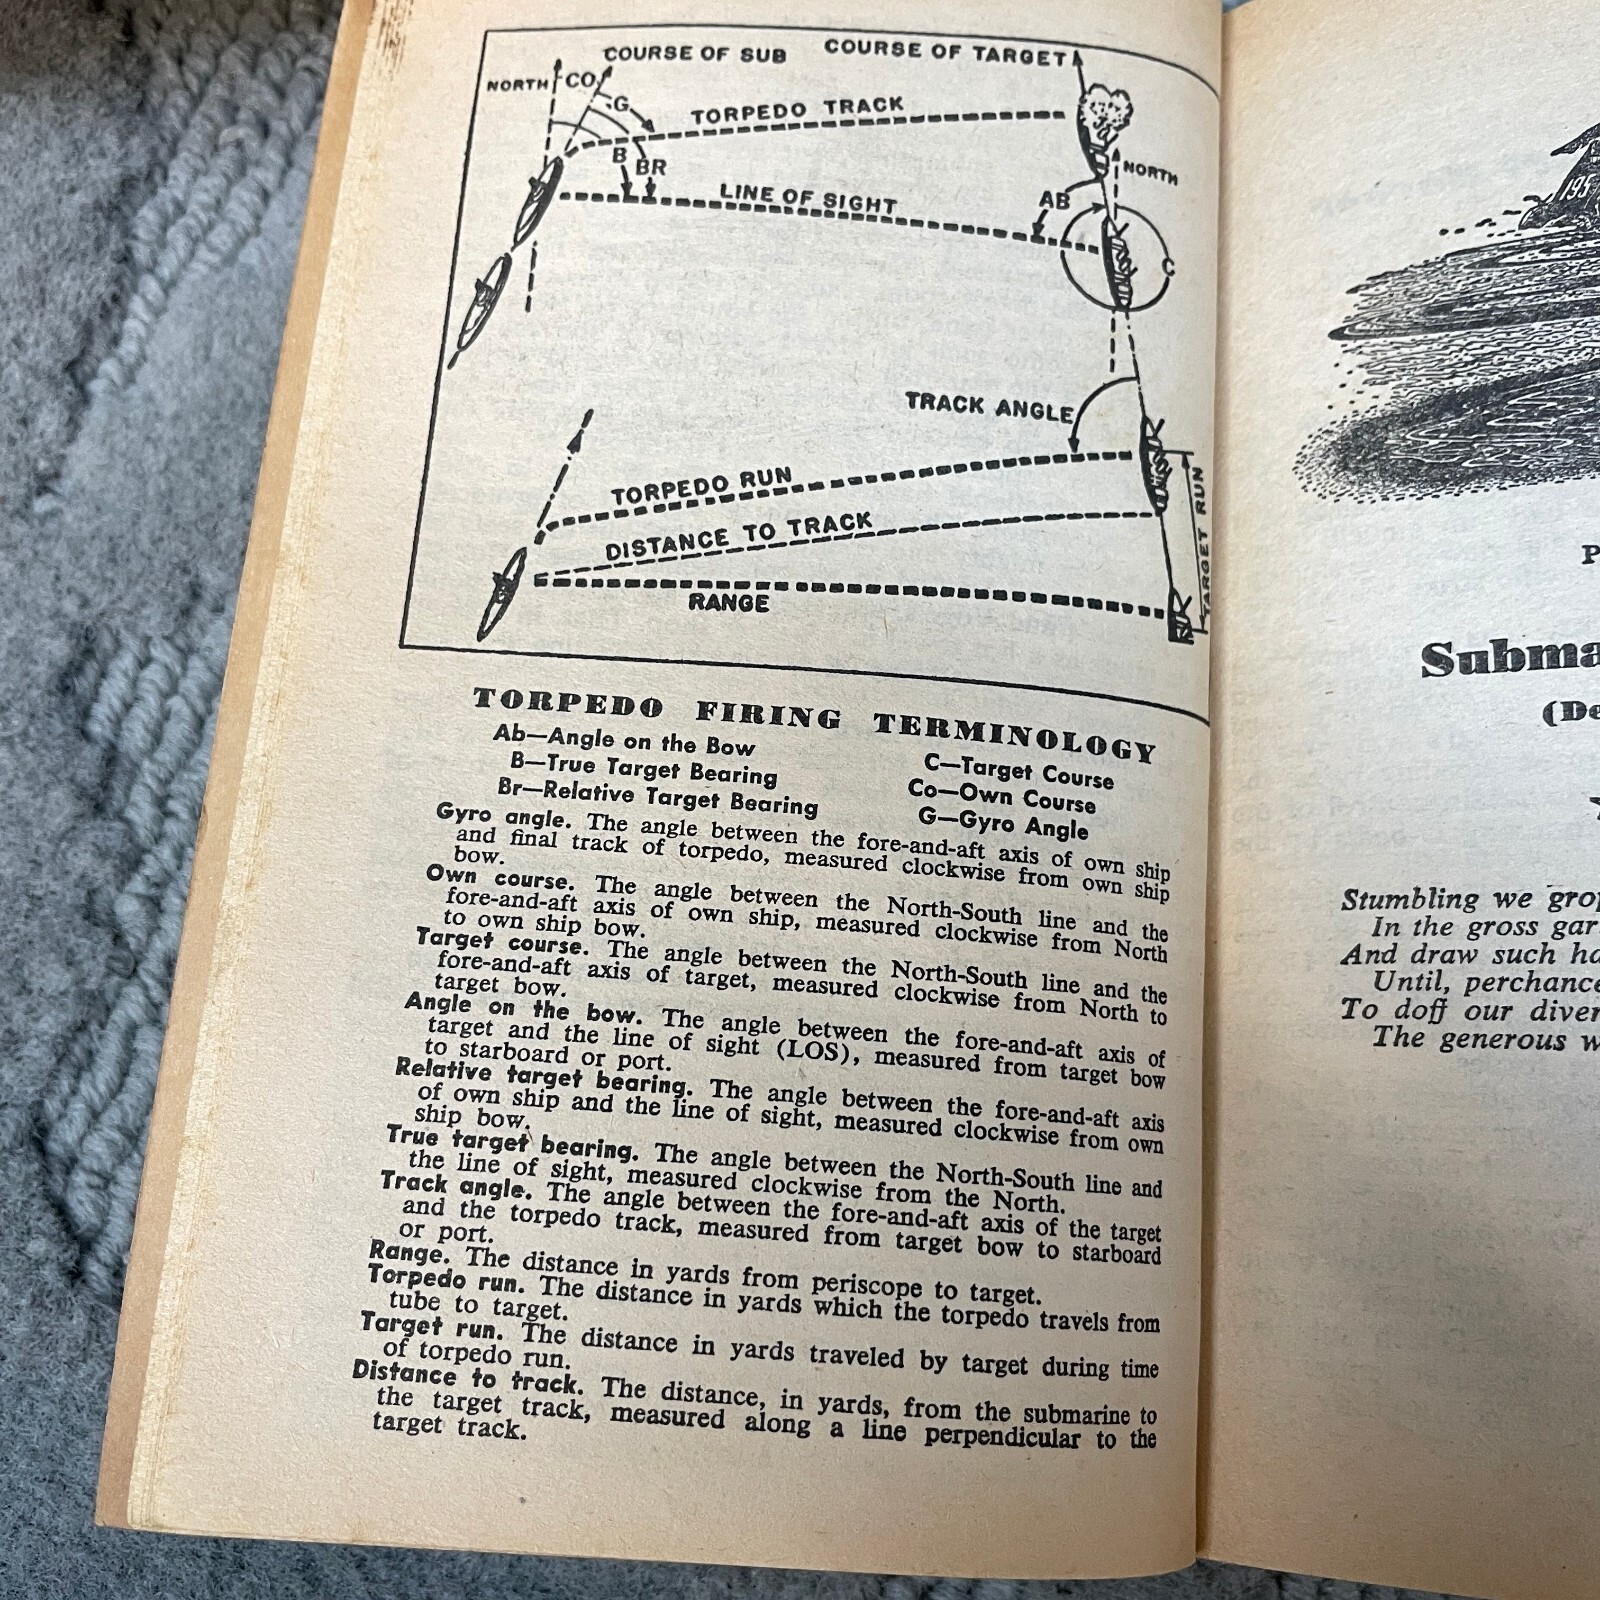 COURSE OF SUB
COURSE OF TARGET
NORTH
CO
G
TORPEDO TRACK
B
BR
NORTH
LINE OF SIGHT
AB
C
TRACK ANGLE
TORPEDO RUN
DISTANCE TO TRACK
TARGET RUN
RANGE
TORPEDO FIRING TERMINOLOGY
Ab—Angle on the Bow
B—True Target Bearing
Br—Relative Target Bearing
C—Target Course
Co—Own Course
G—Gyro Angle
Gyro angle. The angle between the fore-and-aft axis of own ship
and final track of torpedo, measured clockwise from own ship
bow.
Own course. The angle between the North-South line and the
fore-and-aft axis of own ship, measured clockwise from North
to own ship bow.
Target course. The angle between the North-South line and the
fore-and-aft axis of target, measured clockwise from North to
target bow.
Angle on the bow. The angle between the fore-and-aft axis of
target and the line of sight (LOS), measured from target bow
to starboard or port.
Relative target bearing. The angle between the fore-and-aft axis
of own ship and the line of sight, measured clockwise from own
ship bow.
True target bearing. The angle between the North-South line and
the line of sight, measured clockwise from the North.
Track angle. The angle between the fore-and-aft axis of the target
and the torpedo track, measured from target bow to starboard
or port.
Range. The distance in yards from periscope to target.
Torpedo run. The distance in yards which the torpedo travels from
tube to target.
Target run. The distance in yards traveled by target during time
of torpedo run.
Distance to track. The distance, in yards, from the submarine to
the target track, measured along a line perpendicular to the
target track.
195
P
Subma
(De
Stumbling we grop
In the gross gar
And draw such ha
Until, perchance
To doff our diver
The generous w